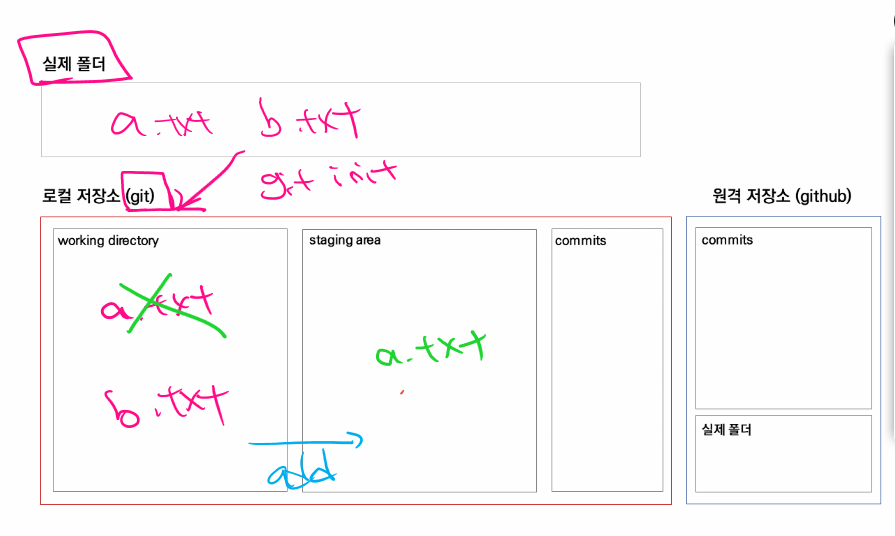 실제 폴더
a.txt b.txt
git init
로컬 저장소 (git)
원격 저장소 (github)
working directory
staging area
commits
commits
a.txt
a.txt
b.txt
add
실제 폴더